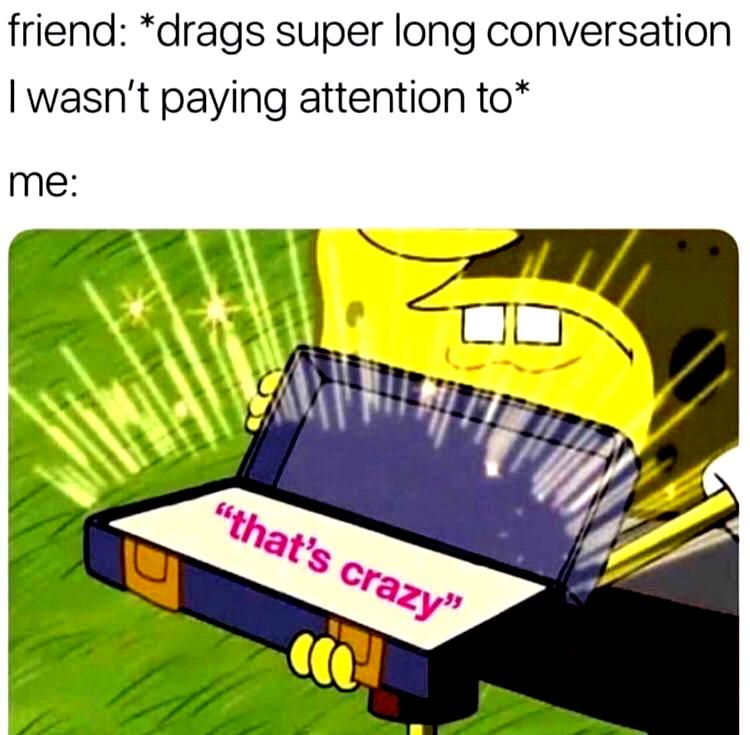 friend: *drags super long conversation
I wasn't paying attention to*
me:
“that's crazy”